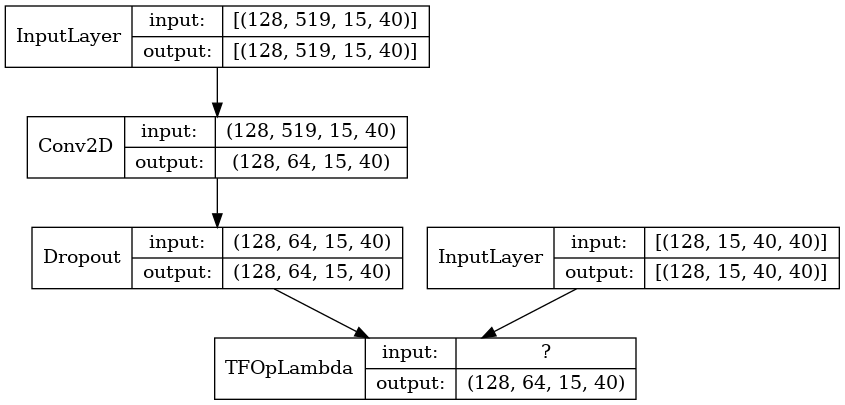 InputLayer
input: [(128, 519, 15, 40)]
output: [(128, 519, 15, 40)]
Conv2D
input: (128, 519, 15, 40)
output: (128, 64, 15, 40)
Dropout
input: (128, 64, 15, 40)
output: (128, 64, 15, 40)
InputLayer
input: [(128, 15, 40, 40)]
output: [(128, 15, 40, 40)]
TFOpLambda
input: ?
output: (128, 64, 15, 40)